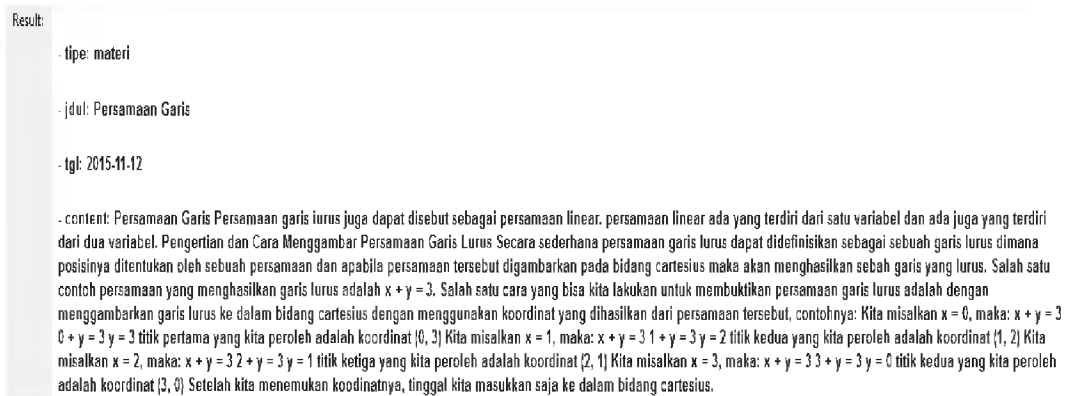 Result:
- tipe: materi
- jdul: Persamaan Garis
- tgl: 2015-11-12
- content: Persamaan Garis Persamaan garis iurus juga dapat disebut sebagai persamaan linear. persamaan linear ada yang terdiri dari satu variabel dan ada juga yang terdiri
dari dua variabel. Pengertian dan Cara Menggambar Persamaan Garis Lurus Secara sederhana persamaan garis lurus dapat didefinisikan sebagai sebuah garis lurus dimana
posisinya ditentukan oleh sebuah persamaan dan apabila persamaan tersebut digambarkan pada bidang cartesius maka akan menghasilkan sebah garis yang lurus. Salah satu
contoh persamaan yang menghasilkan garis lurus adalah x + y = 3. Salah satu cara yang bisa kita lakukan untuk membuktikan persamaan garis lurus adalah dengan
menggambarkan garis lurus ke dalam bidang cartesius dengan menggunakan koordinat yang dihasilkan dari persamaan tersebut, contohnya: Kita misalkan x = 0, maka: x + y = 3
0 + y = 3 y = 3 titik pertama yang kita peroleh adalah koordinat (0, 3) Kita misalkan x = 1, maka: x + y = 3 1 + y = 3 y = 2 titik kedua yang kita peroleh adalah koordinat (1, 2) Kita
misalkan x = 2, maka: x + y = 3 2 + y = 3 y = 1 titik ketiga yang kita peroleh adalah koordinat (2, 1) Kita misalkan x = 3, maka: x + y = 3 3 + y = 3 y = 0 titik kedua yang kita peroleh
adalah koordinat (3, 0) Setelah kita menemukan koodinatnya, tinggal kita masukkan saja ke dalam bidang cartesius.